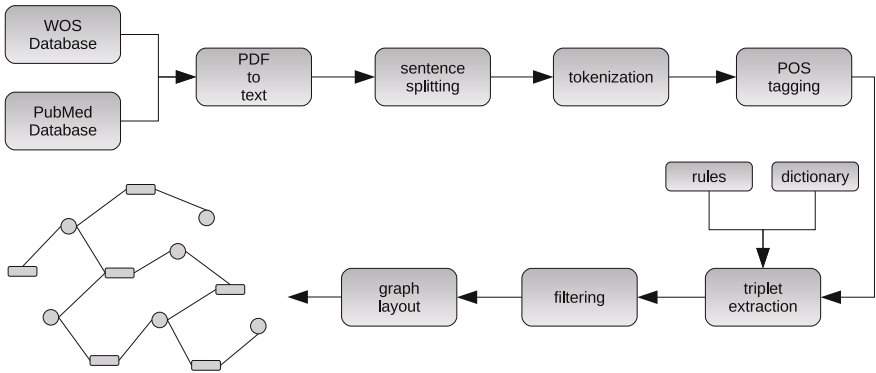 WOS
Database
PubMed
Database
PDF
to
text
sentence
splitting
tokenization
POS
tagging
rules
dictionary
triplet
extraction
filtering
graph
layout